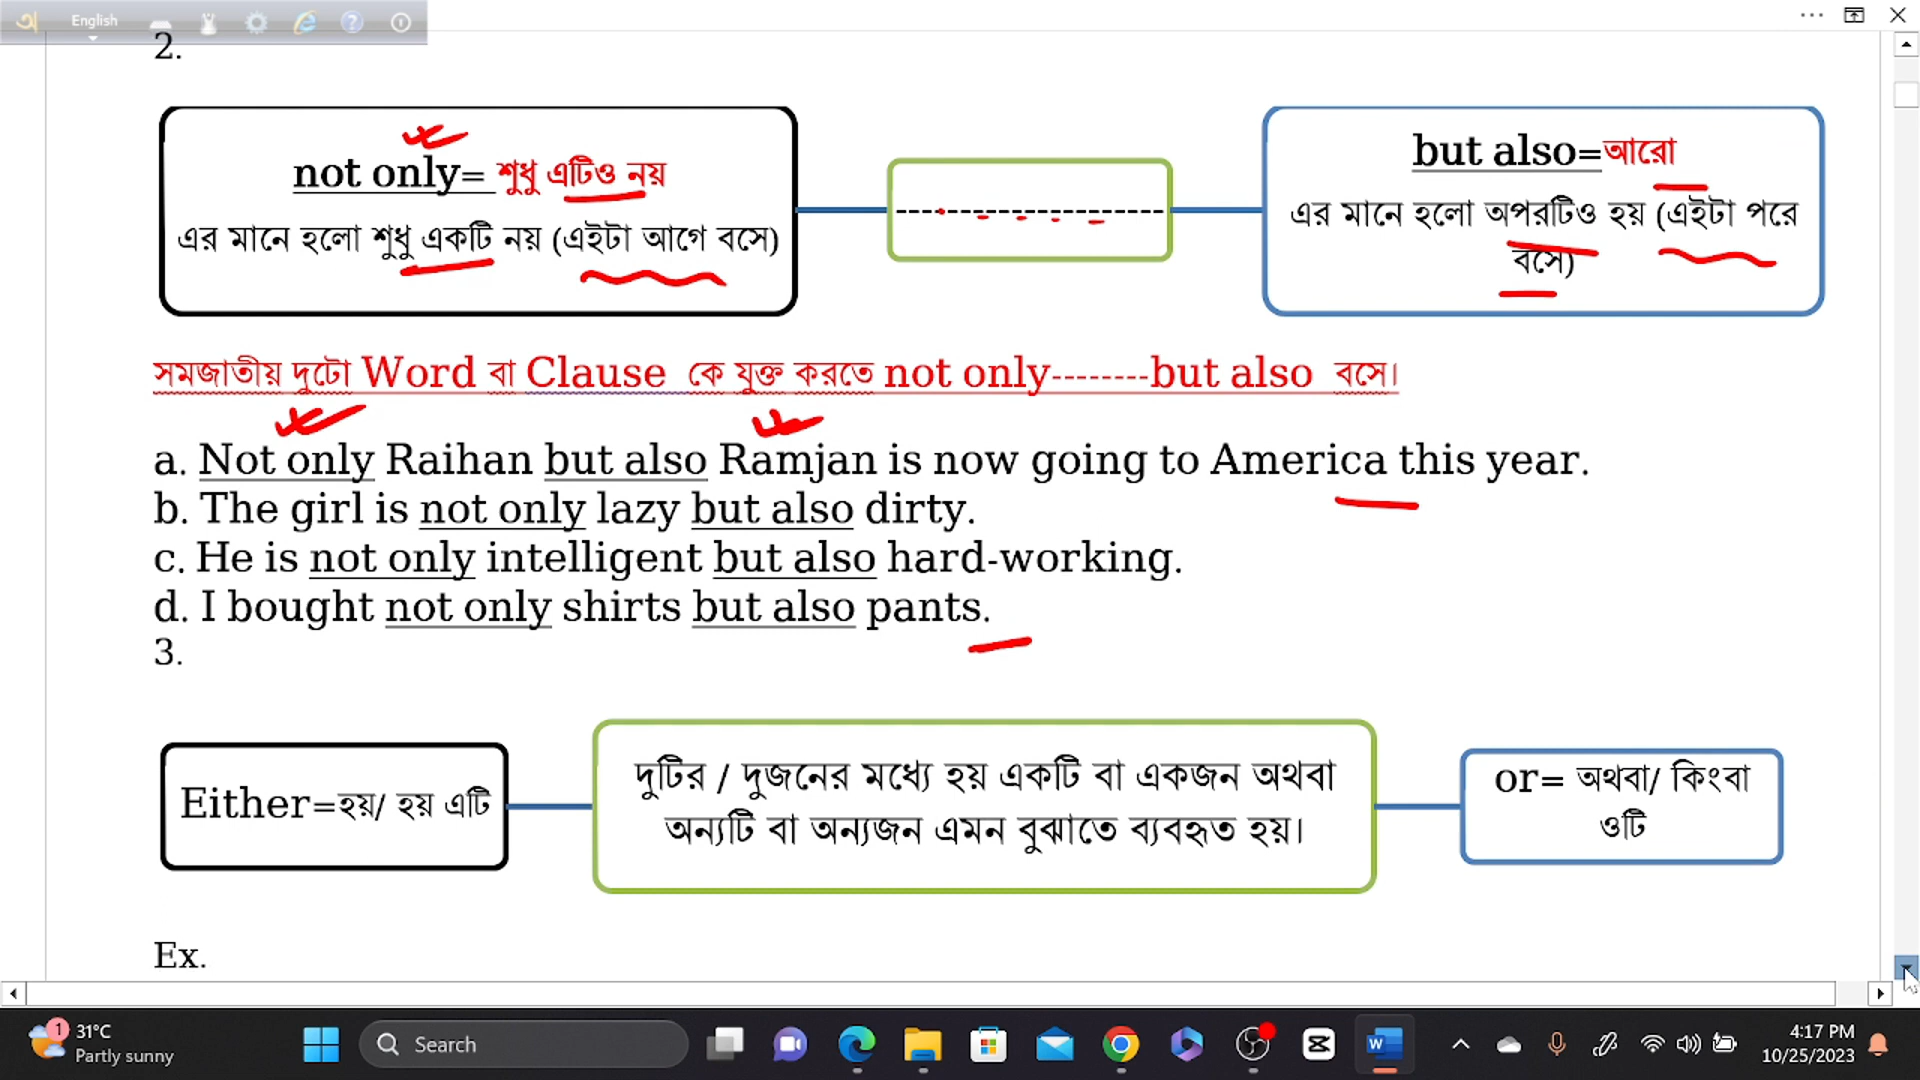 English
2.
not only= শুধু এটিও নয়
এর মানে হলো শুধু একটি নয় (এইটা আগে বসে)
but also=আরো
এর মানে হলো অপরটিও হয় (এইটা পরে
বসে)
সমজাতীয় দুটো Word বা Clause কে যুক্ত করতে not only--------but also বসে।
a. Not only Raihan but also Ramjan is now going to America this year.
b. The girl is not only lazy but also dirty.
c. He is not only intelligent but also hard-working.
d. I bought not only shirts but also pants.
3.
Either=হয়/ হয় এটি
দুটির / দুজনের মধ্যে হয় একটি বা একজন অথবা
অন্যটি বা অন্যজন এমন বুঝাতে ব্যবহৃত হয়।
or= অথবা/ কিংবা
ওটি
Ex.
1
31°C
Partly sunny
Search
4:17 PM
10/25/2023